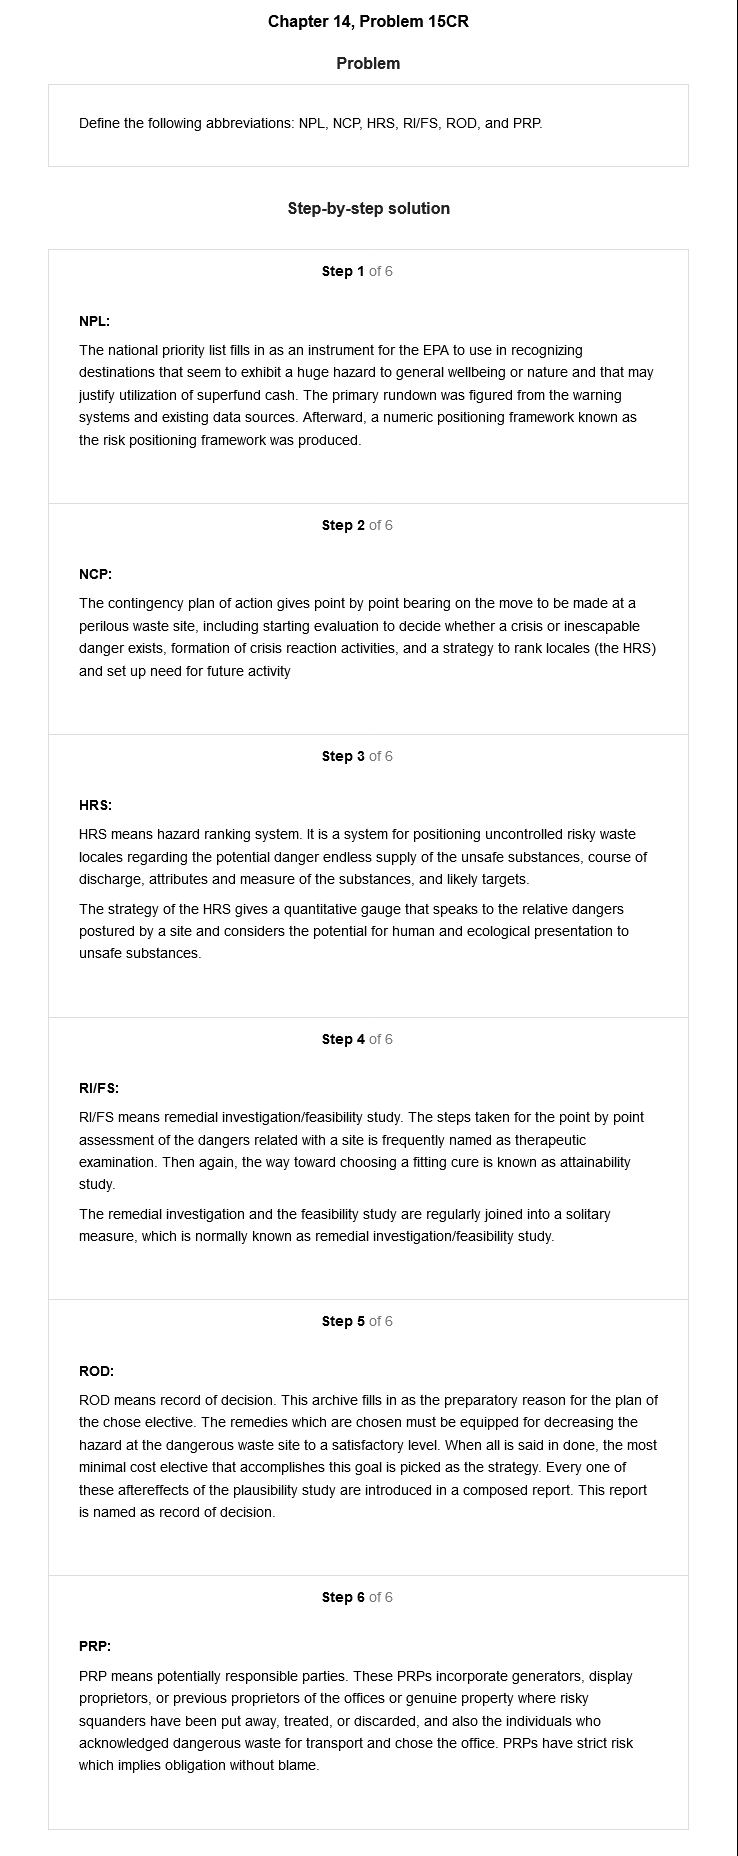 Chapter 14, Problem 15CR
Problem
Define the following abbreviations: NPL, NCP, HRS, RI/FS, ROD, and PRP.
Step-by-step solution
Step 1 of 6
NPL:
The national priority list fills in as an instrument for the EPA to use in recognizing
destinations that seem to exhibit a huge hazard to general wellbeing or nature and that may
justify utilization of superfund cash. The primary rundown was figured from the warning
systems and existing data sources. Afterward, a numeric positioning framework known as
the risk positioning framework was produced.
Step 2 of 6
NCP:
The contingency plan of action gives point by point bearing on the move to be made at a
perilous waste site, including starting evaluation to decide whether a crisis or inescapable
danger exists, formation of crisis reaction activities, and a strategy to rank locales (the HRS)
and set up need for future activity
Step 3 of 6
HRS:
HRS means hazard ranking system. It is a system for positioning uncontrolled risky waste
locales regarding the potential danger endless supply of the unsafe substances, course of
discharge, attributes and measure of the substances, and likely targets.
The strategy of the HRS gives a quantitative gauge that speaks to the relative dangers
postured by a site and considers the potential for human and ecological presentation to
unsafe substances.
Step 4 of 6
RI/FS:
RI/FS means remedial investigation/feasibility study. The steps taken for the point by point
assessment of the dangers related with a site is frequently named as therapeutic
examination. Then again, the way toward choosing a fitting cure is known as attainability
study.
The remedial investigation and the feasibility study are regularly joined into a solitary
measure, which is normally known as remedial investigation/feasibility study.
Step 5 of 6
ROD:
ROD means record of decision. This archive fills in as the preparatory reason for the plan of
the chose elective. The remedies which are chosen must be equipped for decreasing the
hazard at the dangerous waste site to a satisfactory level. When all is said in done, the most
minimal cost elective that accomplishes this goal is picked as the strategy. Every one of
these aftereffects of the plausibility study are introduced in a composed report. This report
is named as record of decision.
Step 6 of 6
PRP:
PRP means potentially responsible parties. These PRPs incorporate generators, display
proprietors, or previous proprietors of the offices or genuine property where risky
squanders have been put away, treated, or discarded, and also the individuals who
acknowledged dangerous waste for transport and chose the office. PRPs have strict risk
which implies obligation without blame.